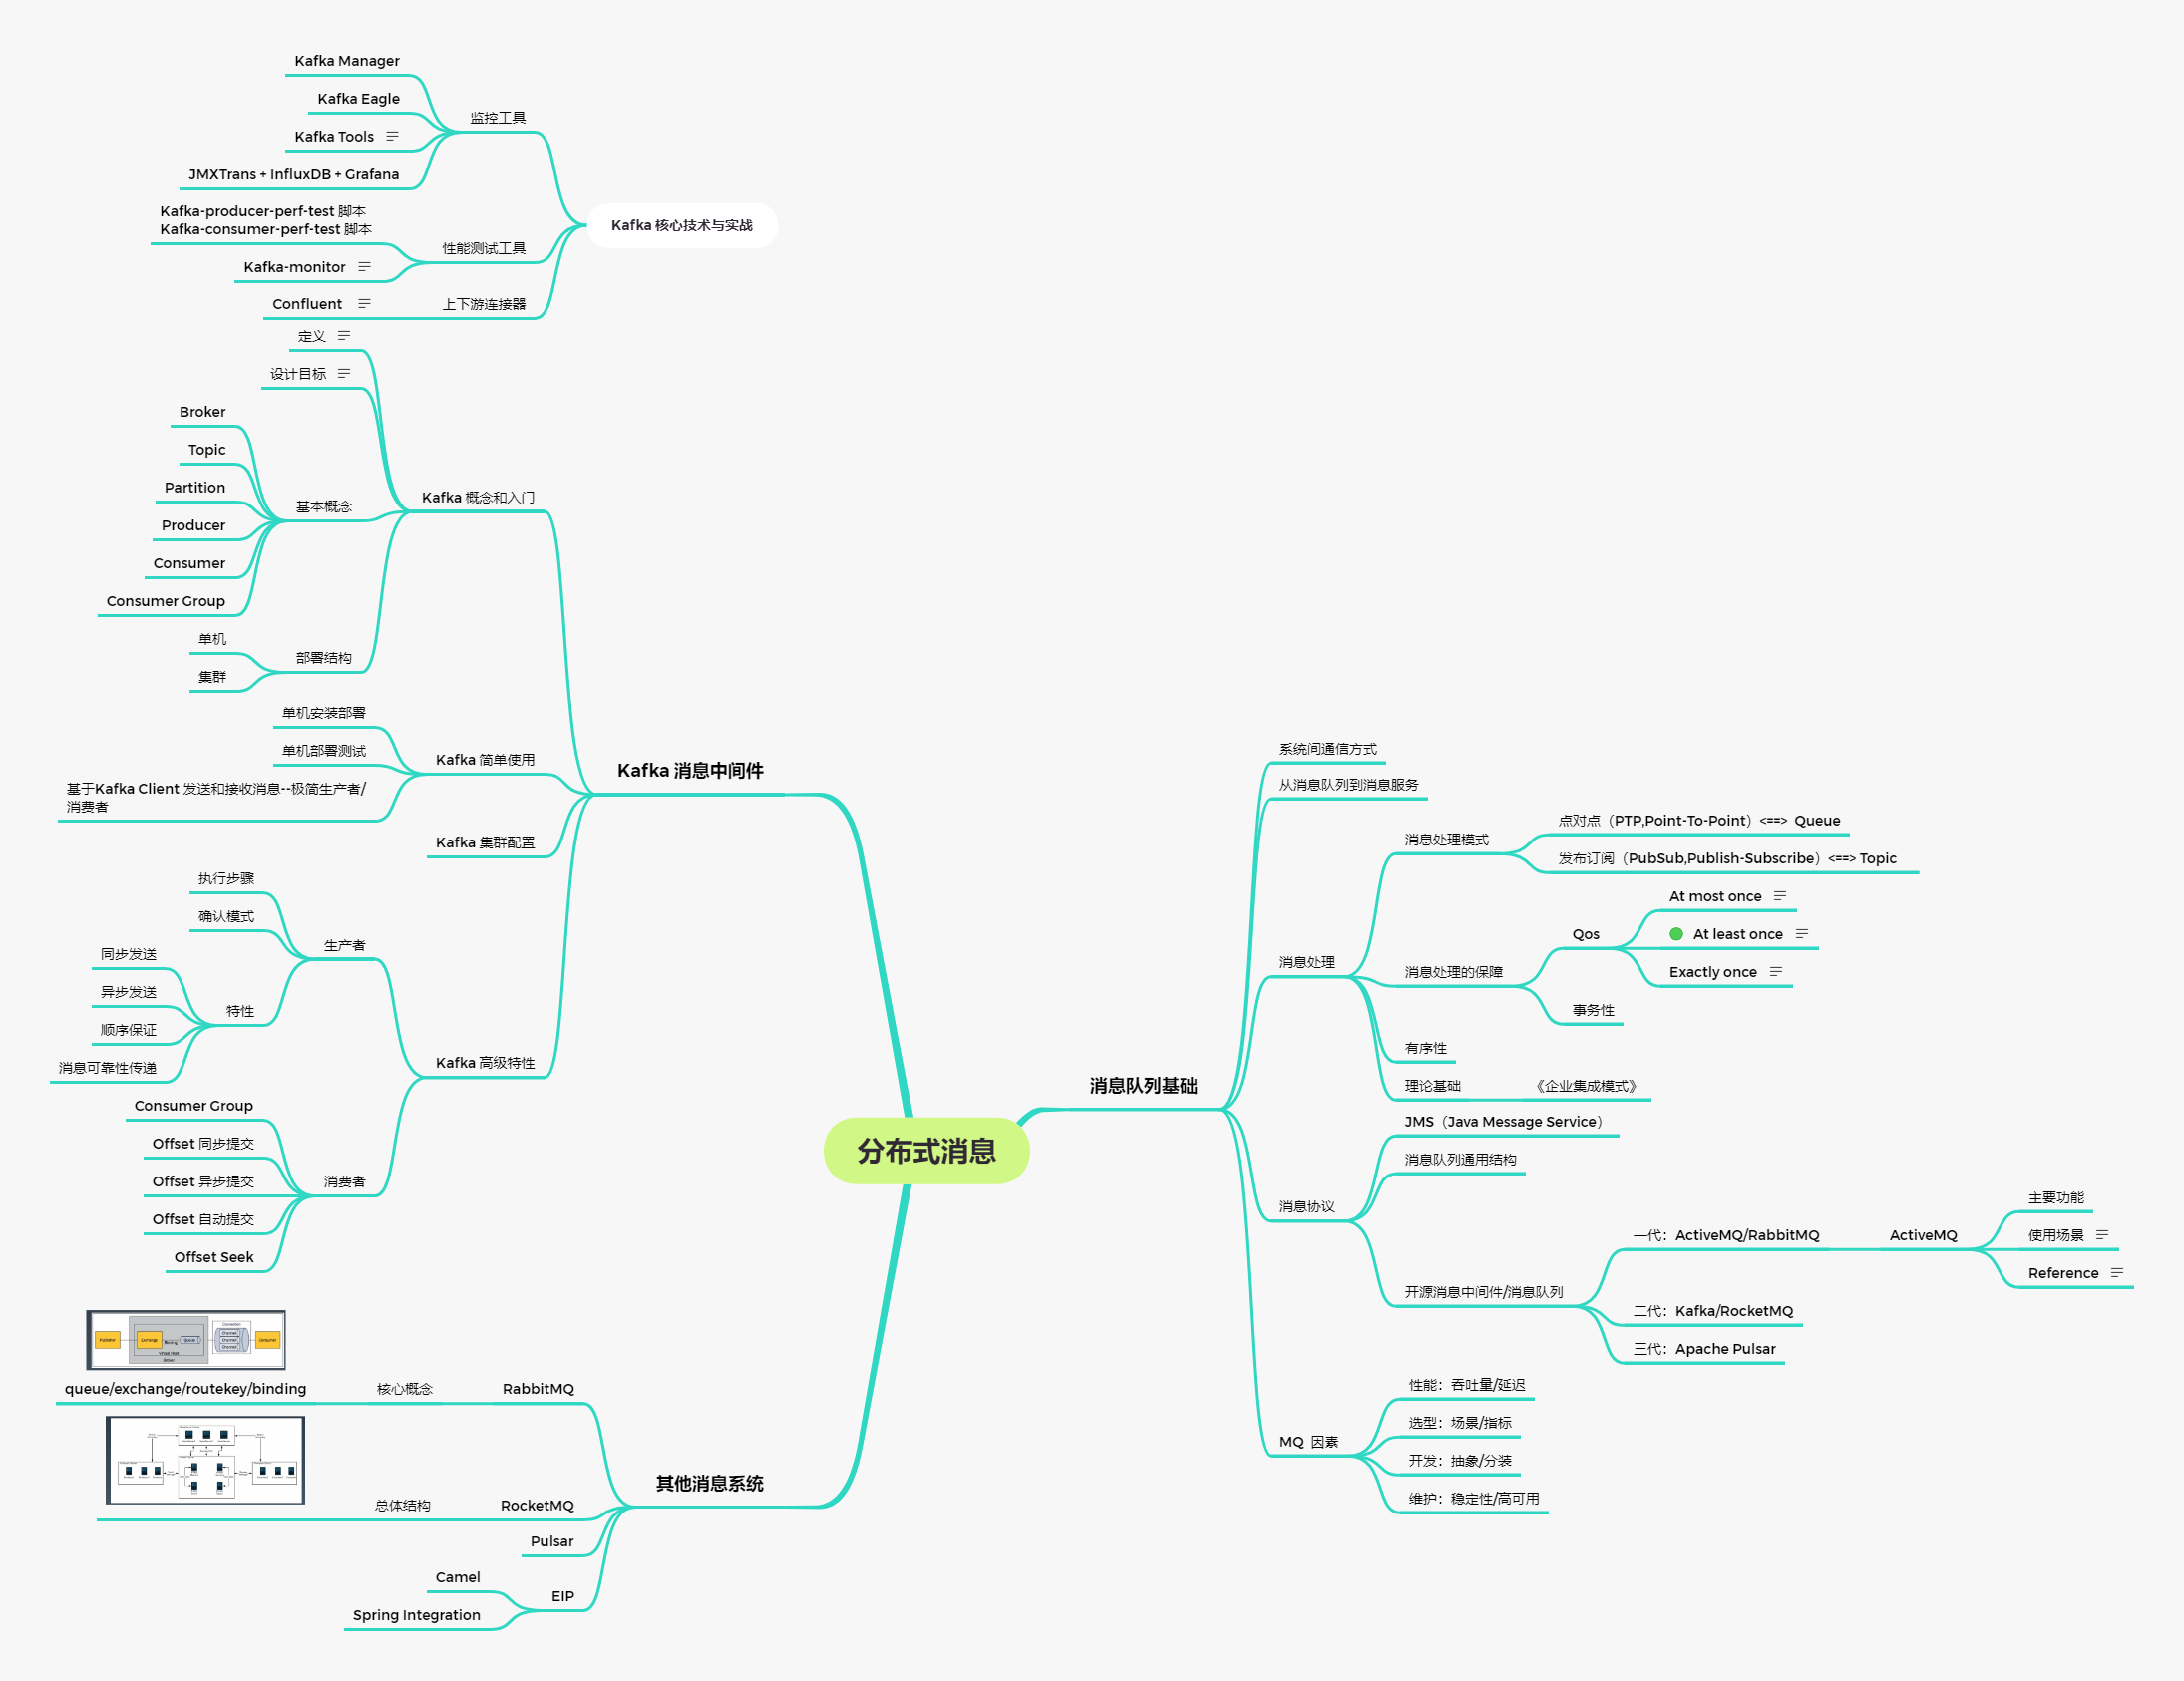 Kafka Manager
Kafka Eagle
Kafka Tools
JMXTrans + InfluxDB + Grafana
监控工具
Kafka-producer-perf-test 脚本
Kafka-consumer-perf-test 脚本
Kafka-monitor
性能测试工具
Confluent
上下游连接器
Kafka 核心技术与实战
定义
设计目标
Broker
Topic
Partition
Producer
Consumer
Consumer Group
基本概念
单机
集群
部署结构
Kafka 概念和入门
单机安装部署
单机部署测试
基于Kafka Client 发送和接收消息--极简生产者/
消费者
Kafka 简单使用
Kafka 集群配置
Kafka 消息中间件
执行步骤
确认模式
同步发送
异步发送
顺序保证
消息可靠性传递
特性
生产者
Consumer Group
Offset 同步提交
Offset 异步提交
Offset 自动提交
Offset Seek
消费者
Kafka 高级特性
分布式消息
Publisher
Exchange
Binding
Queue
Virtual Host
Broker
Connection
Channel
Channel
Channel
Consumer
queue/exchange/routekey/binding
核心概念
RabbitMQ
总体结构
RocketMQ
Pulsar
Camel
Spring Integration
EIP
其他消息系统
消息队列基础
系统间通信方式
从消息队列到消息服务
消息处理
消息处理模式
点对点（PTP,Point-To-Point）<==> Queue
发布订阅（PubSub,Publish-Subscribe）<==> Topic
消息处理的保障
Qos
At most once
At least once
Exactly once
事务性
有序性
理论基础
《企业集成模式》
消息协议
JMS（Java Message Service）
消息队列通用结构
开源消息中间件/消息队列
一代：ActiveMQ/RabbitMQ
ActiveMQ
主要功能
使用场景
Reference
二代：Kafka/RocketMQ
三代：Apache Pulsar
MQ 因素
性能：吞吐量/延迟
选型：场景/指标
开发：抽象/分装
维护：稳定性/高可用